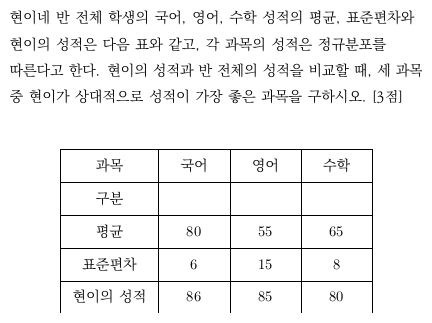 현이네 반 전체 학생의 국어, 영어, 수학 성적의 평균, 표준편차와
현이의 성적은 다음 표와 같고, 각 과목의 성적은 정규분포를
따른다고 한다. 현이의 성적과 반 전체의 성적을 비교할 때, 세 과목
중 현이가 상대적으로 성적이 가장 좋은 과목을 구하시오. [3점]
과목 국어 영어 수학
구분
평균 80 55 65
표준편차 6 15 8
현이의 성적 86 85 80